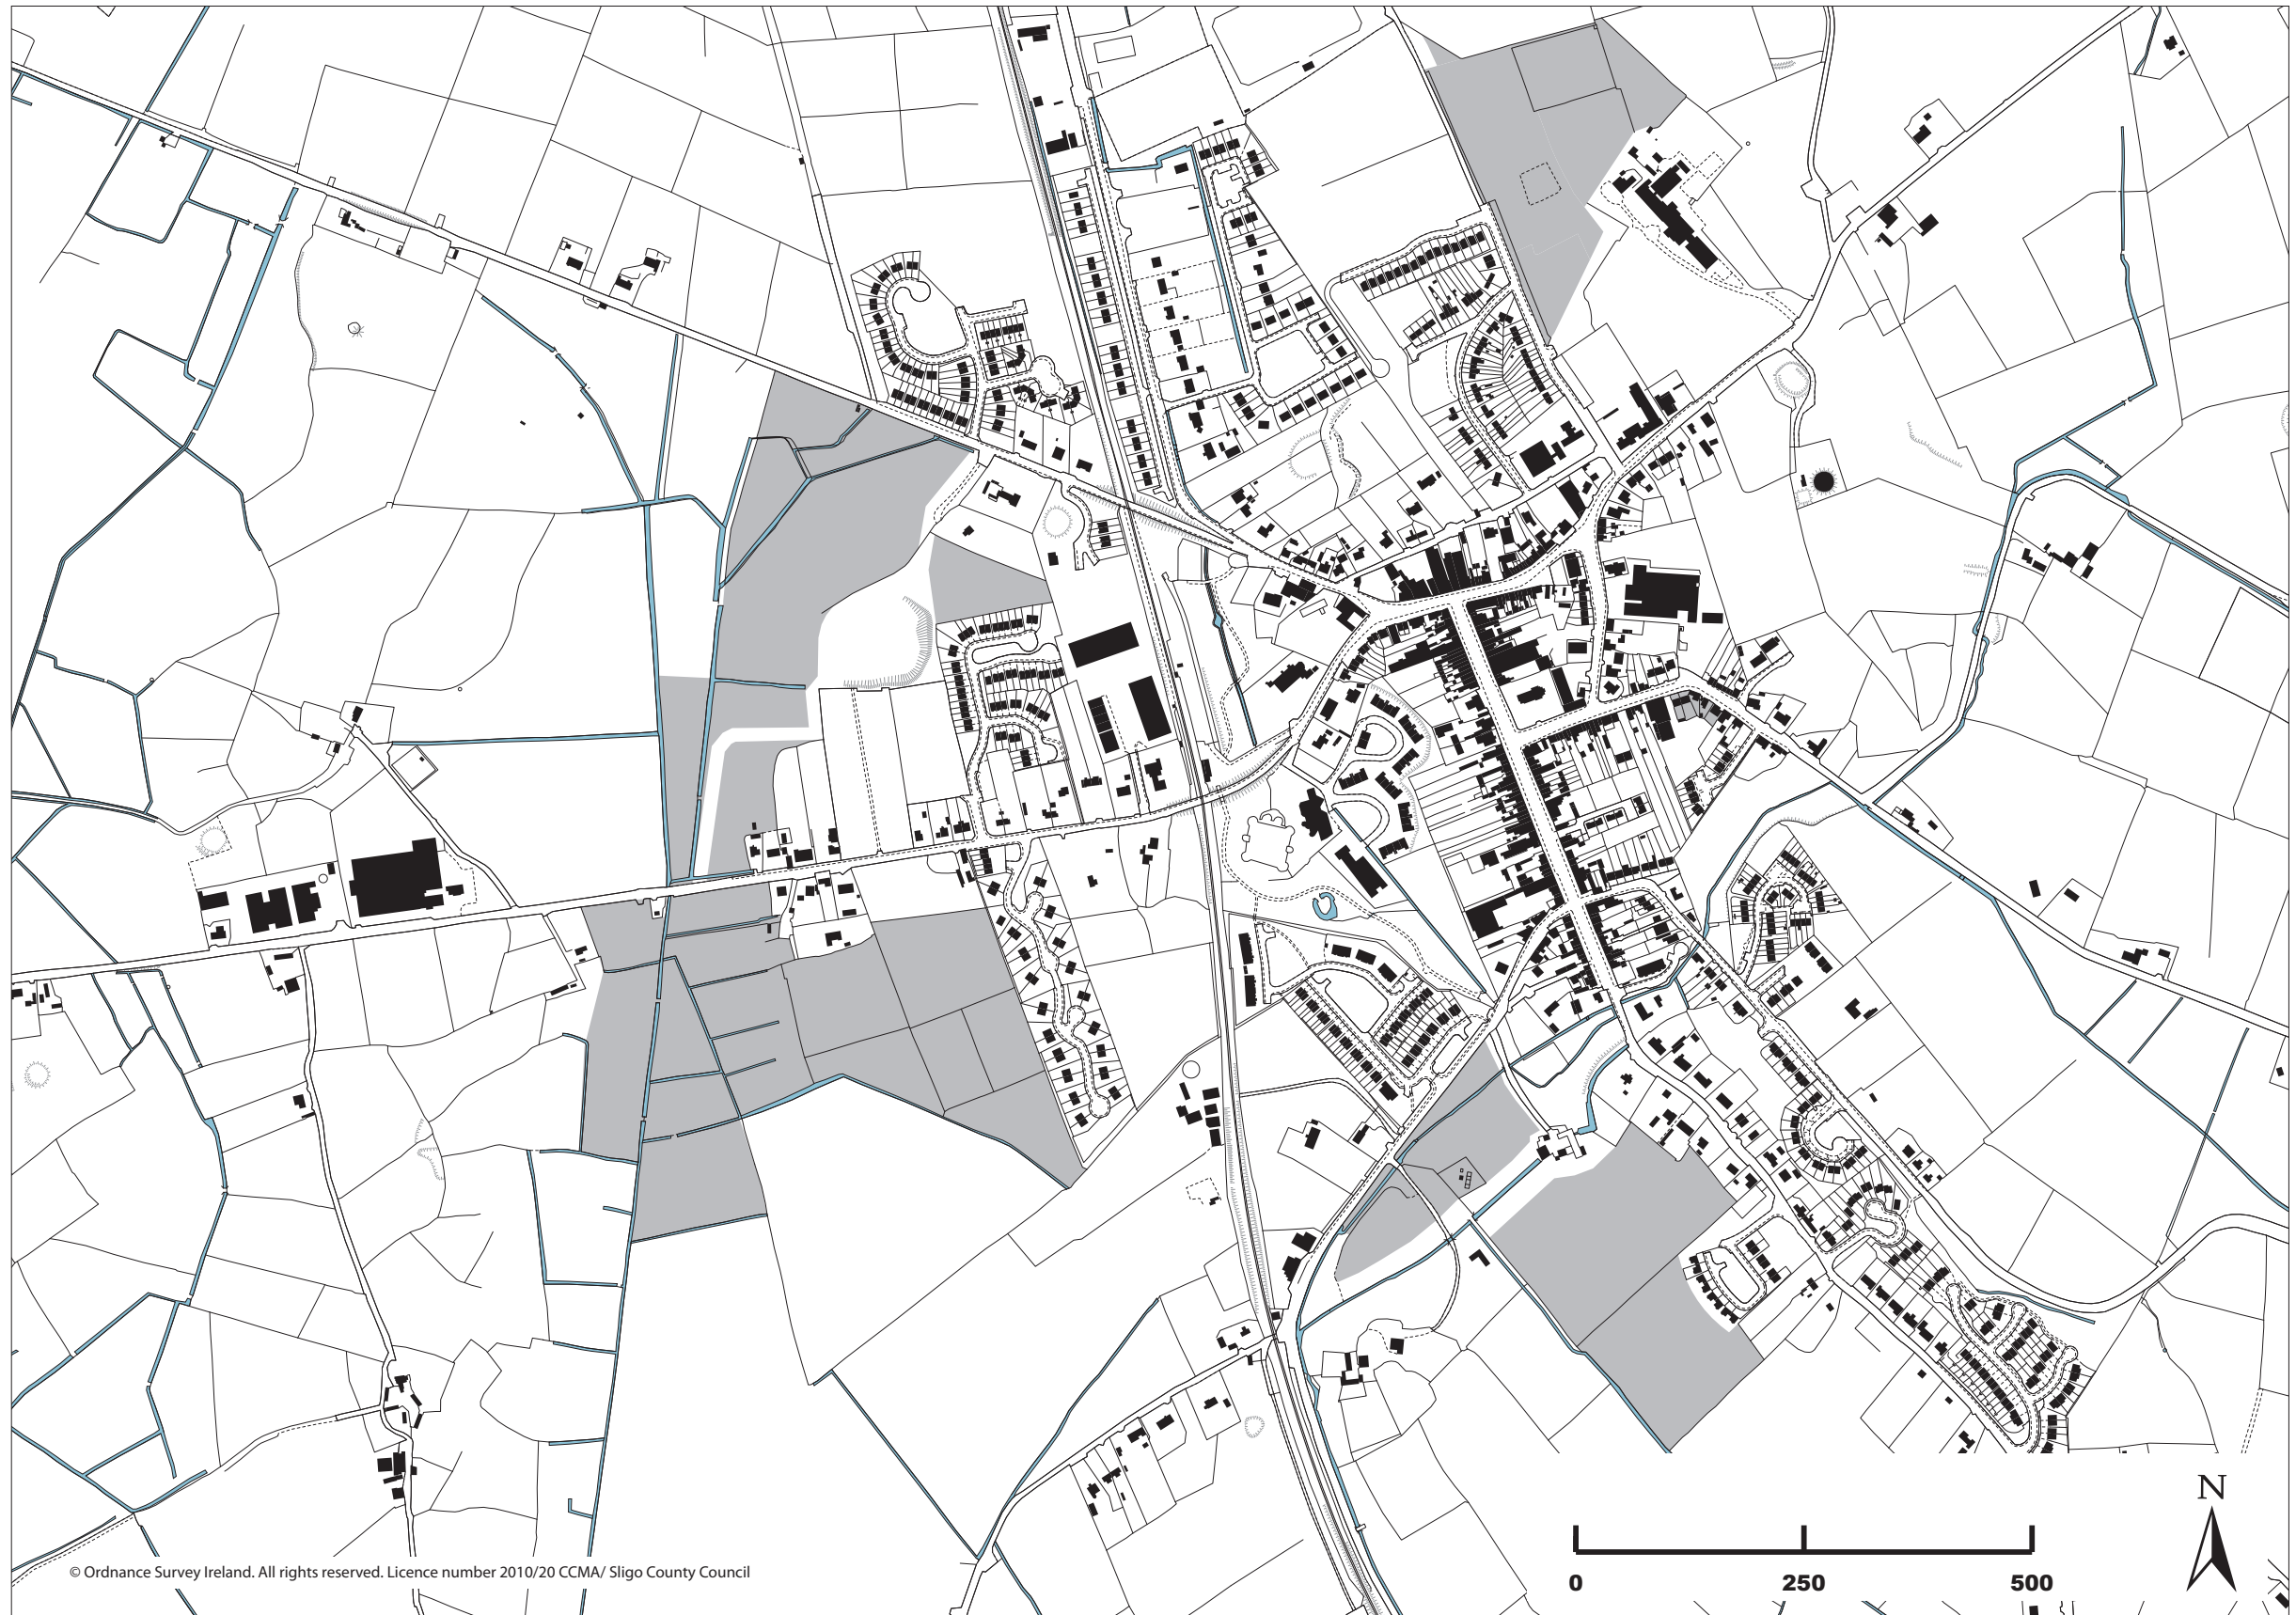 N
0 250 500
© Ordnance Survey Ireland. All rights reserved. Licence number 2010/20 CCMA/ Sligo County Council